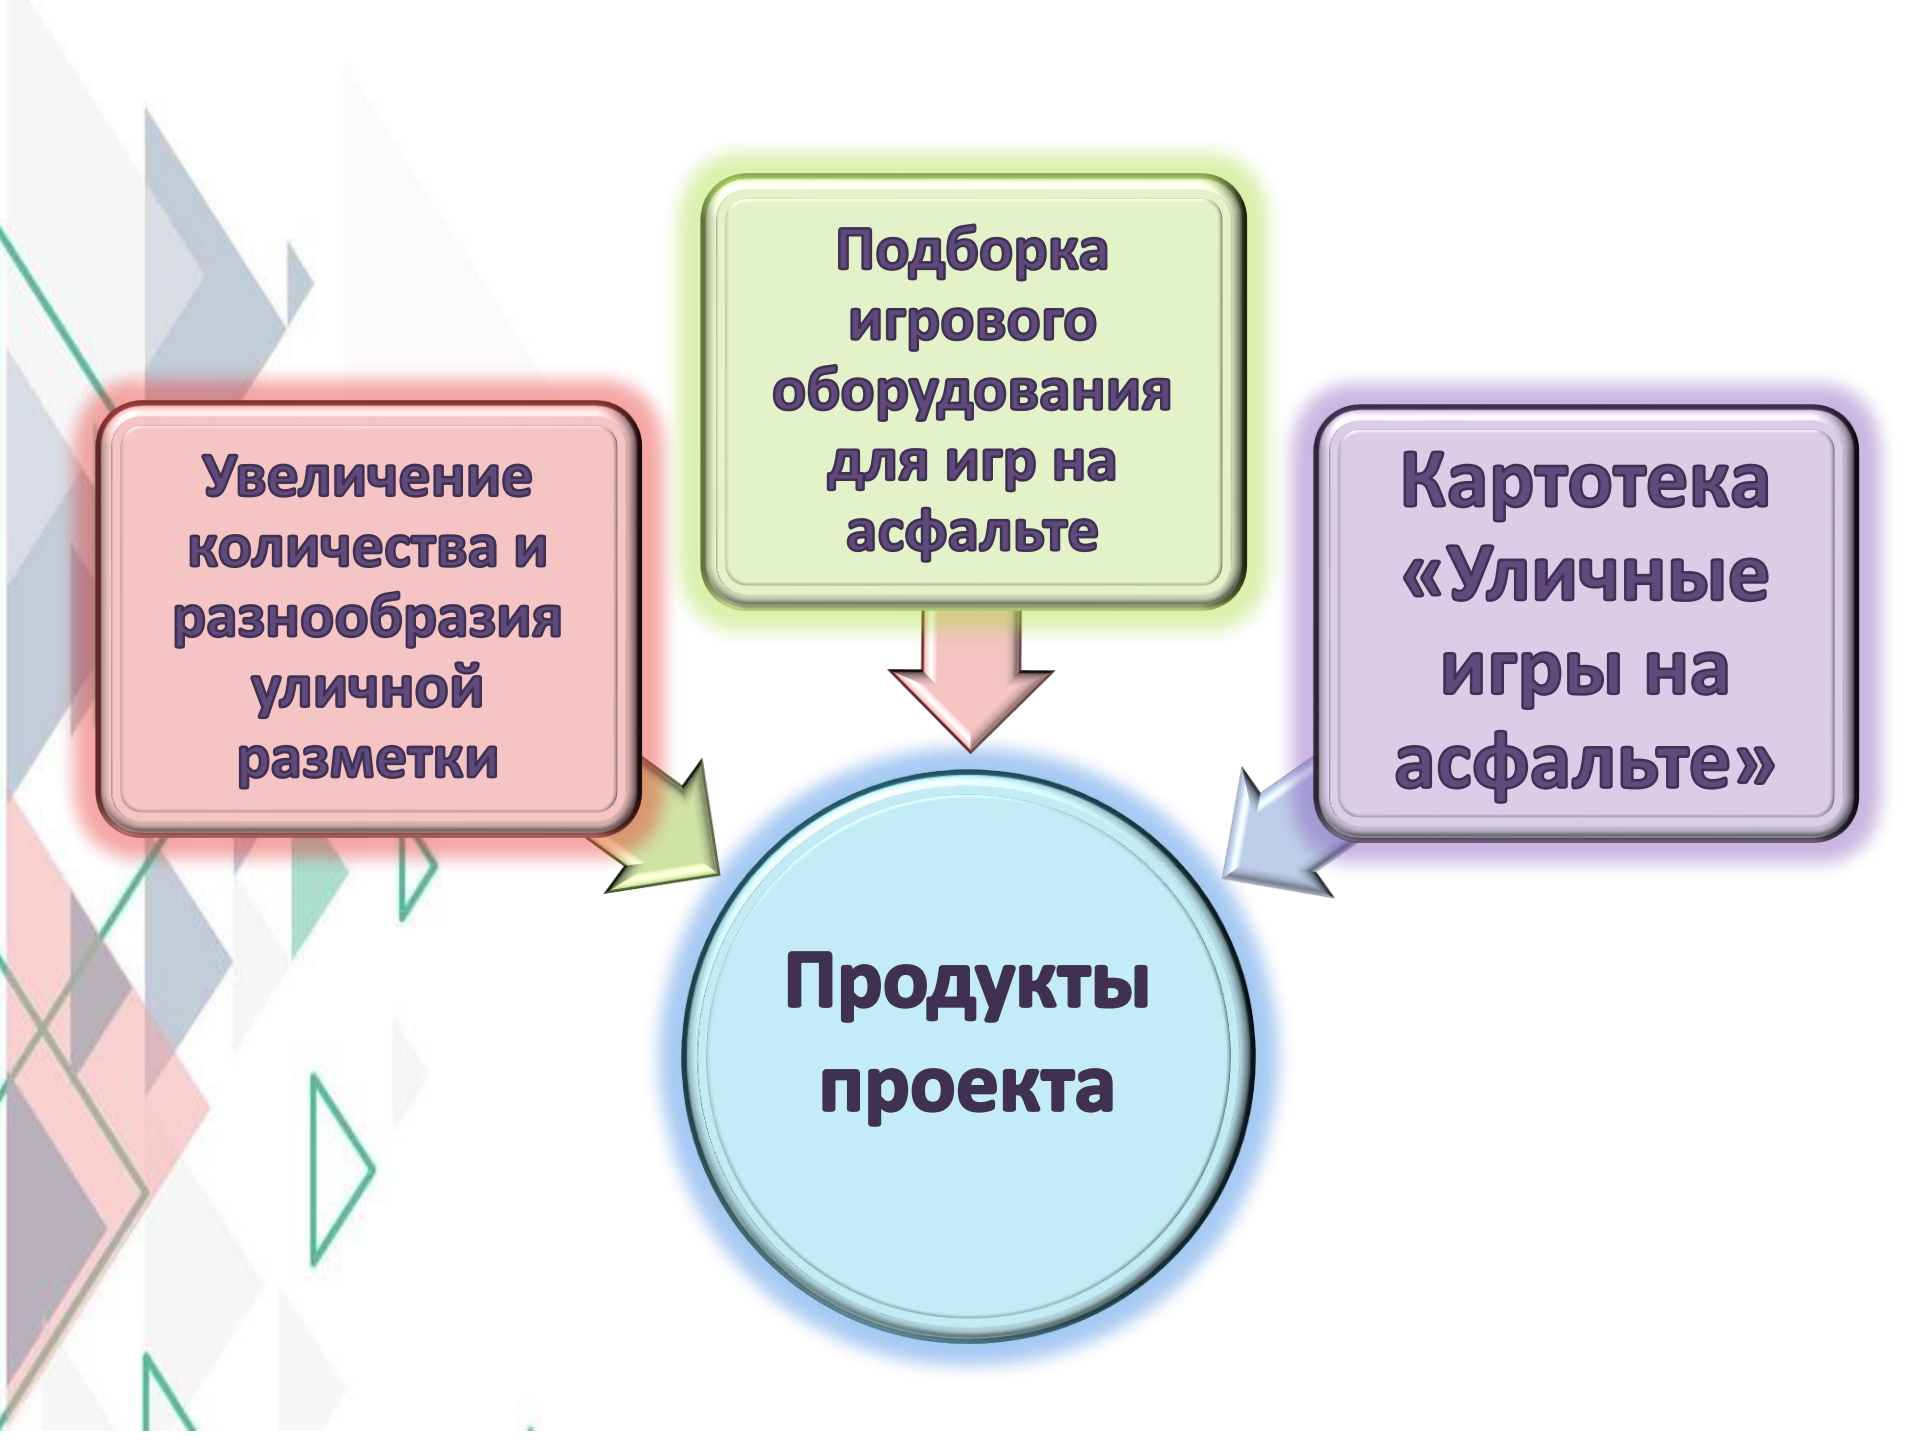 Увеличение
количества и
разнообразия
уличной
разметки
Подборка
игрового
оборудования
для игр на
асфальте
Картотека
«Уличные
игры на
асфальте»
Продукты
проекта